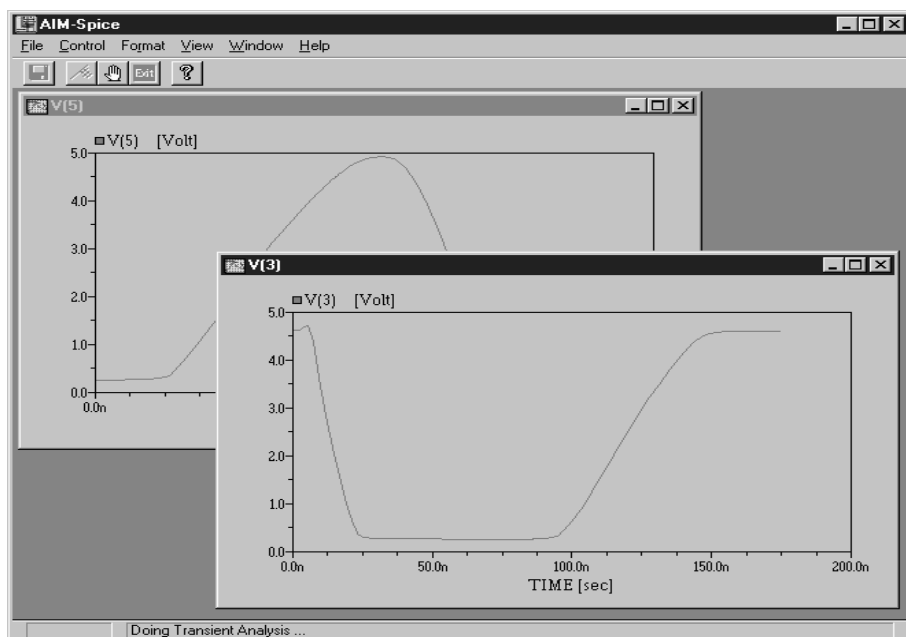 AIM-Spice
File Control Format View Window Help
Exit
V(5)
V(5) [Volt]
5.0
4.0
3.0
2.0
1.0
0.0
0.0n
V(3)
V(3) [Volt]
5.0
4.0
3.0
2.0
1.0
0.0
0.0n 50.0n 100.0n 150.0n 200.0n
TIME [sec]
Doing Transient Analysis ...